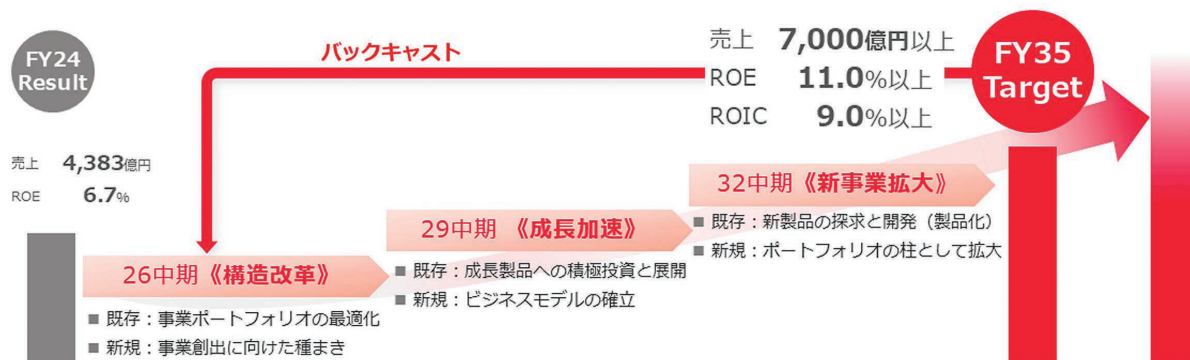 FY24
Result
売上 4,383億円
ROE 6.7%
バックキャスト
売上 7,000億円以上
ROE 11.0%以上
ROIC 9.0%以上
FY35
Target
26中期《構造改革》
■ 既存：事業ポートフォリオの最適化
■ 新規：事業創出に向けた種まき
29中期 《成長加速》
■ 既存：成長製品への積極投資と展開
■ 新規：ビジネスモデルの確立
32中期《新事業拡大》
■ 既存：新製品の探求と開発（製品化）
■ 新規：ポートフォリオの柱として拡大